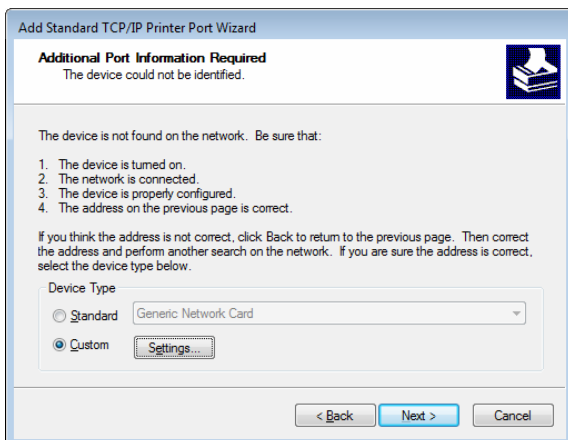 Add Standard TCP/IP Printer Port Wizard
Additional Port Information Required
The device could not be identified.
The device is not found on the network. Be sure that:
1. The device is turned on.
2. The network is connected.
3. The device is properly configured.
4. The address on the previous page is correct.
If you think the address is not correct, click Back to return to the previous page. Then correct
the address and perform another search on the network. If you are sure the address is correct,
select the device type below.
Device Type
Standard Generic Network Card
Custom Settings...
< Back Next > Cancel